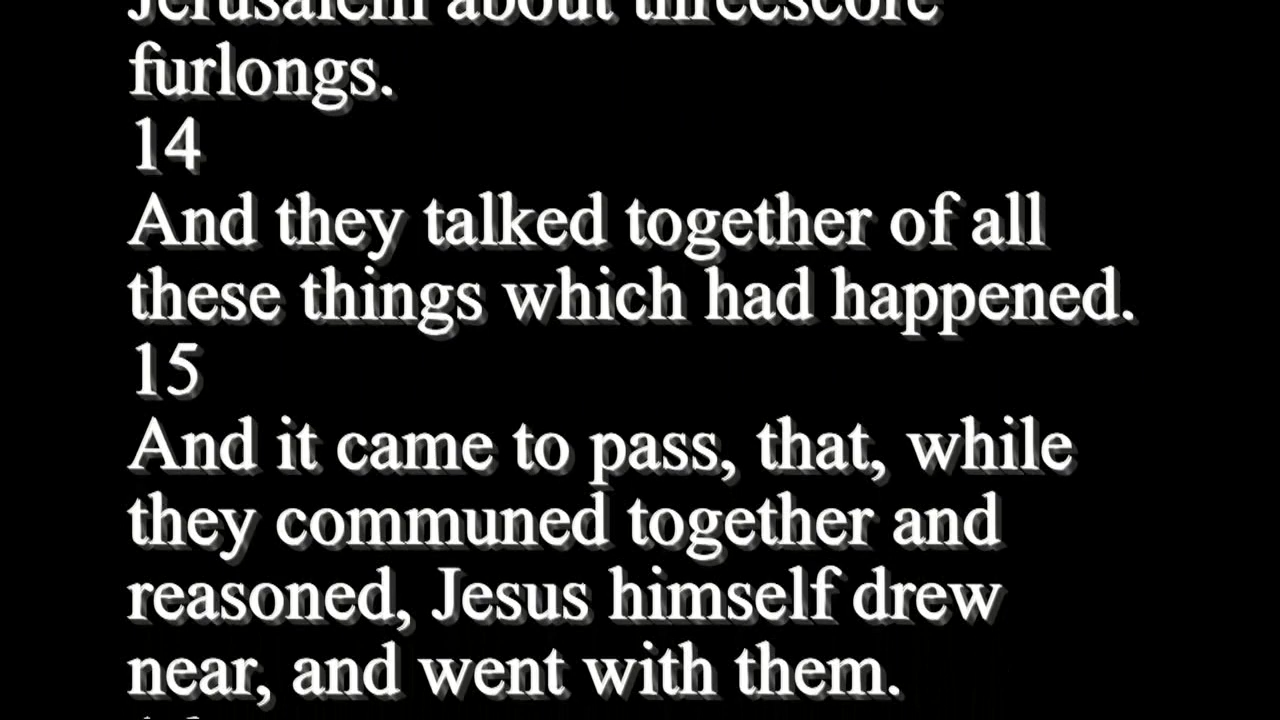 Jerusalem about threescore
furlongs.
14
And they talked together of all
these things which had happened.
15
And it came to pass, that, while
they communed together and
reasoned, Jesus himself drew
near, and went with them.